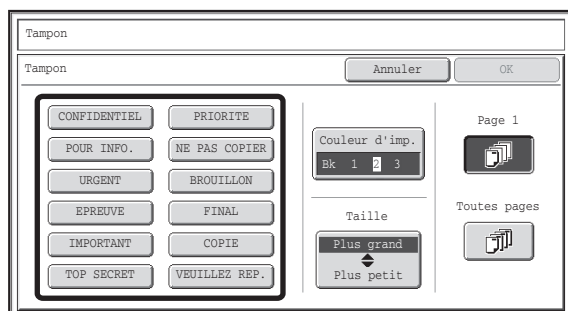 Tampon
Tampon
Annuler
OK
CONFIDENTIEL
PRIORITE
POUR INFO.
NE PAS COPIER
URGENT
BROUILLON
EPREUVE
FINAL
IMPORTANT
COPIE
TOP SECRET
VEUILLEZ REP.
Couleur d'imp.
Bk 1 2 3
Taille
Plus grand
Plus petit
Page 1
Toutes pages